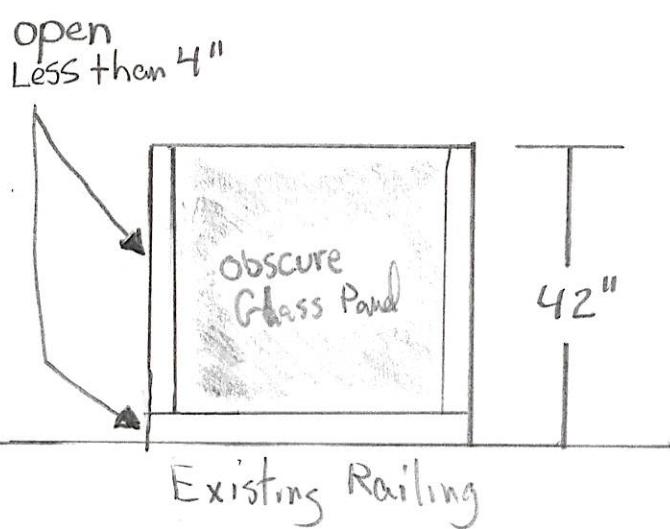 open
Less than 4"
obscure
Glass Panel
42"
Existing Railing